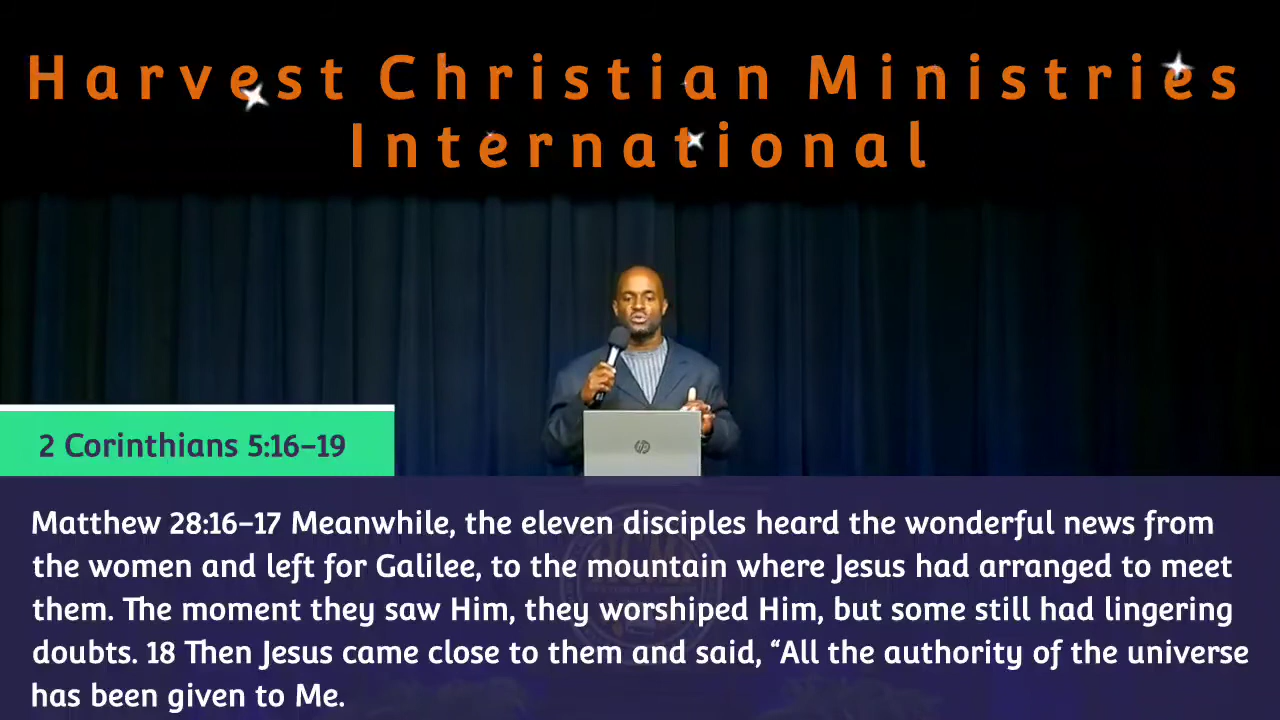 Harvest Christian Ministries
International
hp
2 Corinthians 5:16–19
Matthew 28:16–17 Meanwhile, the eleven disciples heard the wonderful news from
the women and left for Galilee, to the mountain where Jesus had arranged to meet
them. The moment they saw Him, they worshiped Him, but some still had lingering
doubts. 18 Then Jesus came close to them and said, “All the authority of the universe
has been given to Me.